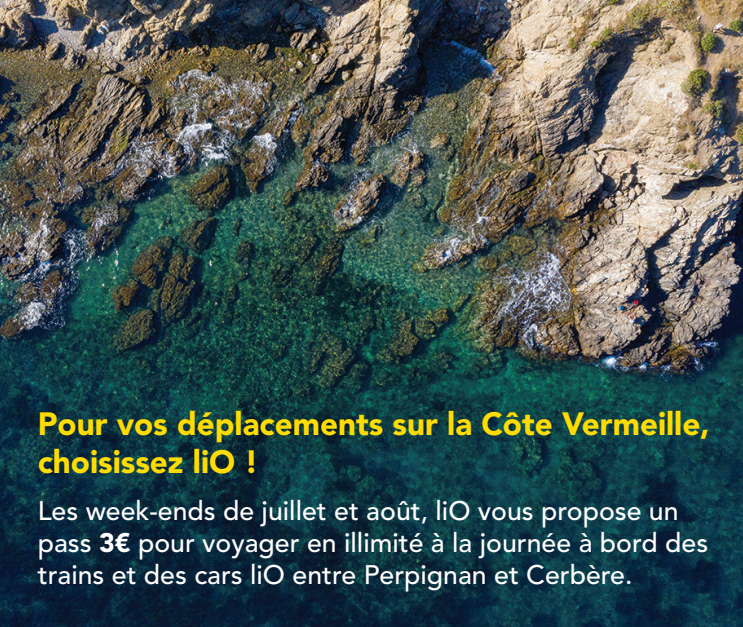 Pour vos déplacements sur la Côte Vermeille,
choisissez liO !
Les week-ends de juillet et août, liO vous propose un
pass 3€ pour voyager en illimité à la journée à bord des
trains et des cars liO entre Perpignan et Cerbère.